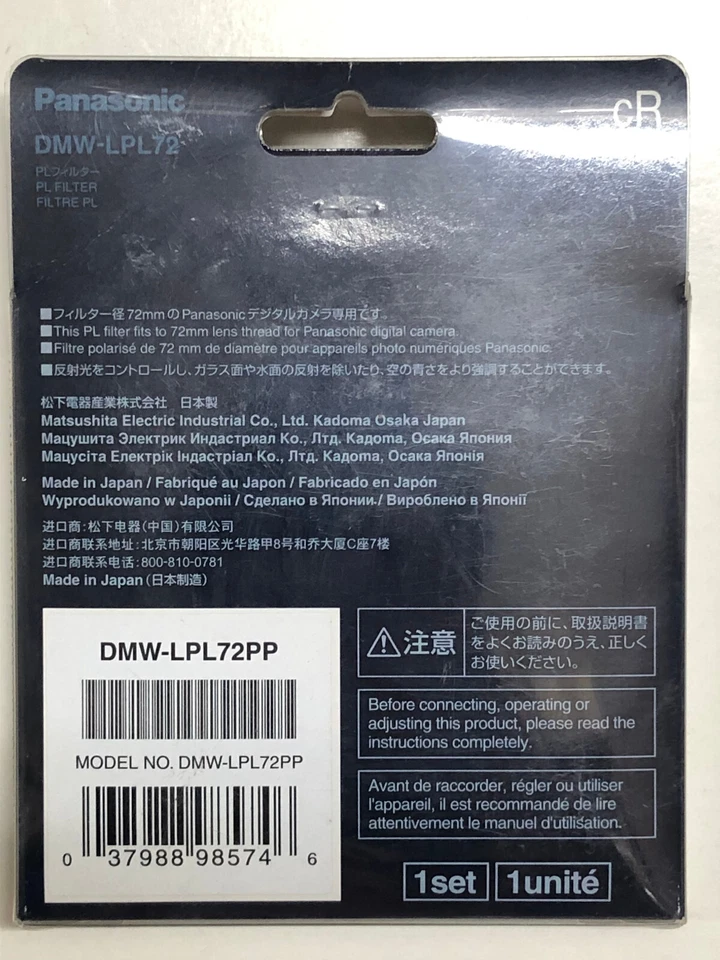 Panasonic
cR
DMW-LPL72
PLフィルター
PL FILTER
FILTRE PL
■フィルター径72mmのPanasonicデジタルカメラ専用です。
■This PL filter fits to 72mm lens thread for Panasonic digital camera.
■Filtre polarisé de 72 mm de diamètre pour appareils photo numériques Panasonic.
■反射光をコントロールし、ガラス面や水面の反射を除いたり、空の青さをより強調することができます。
松下電器産業株式会社 日本製
Matsushita Electric Industrial Co., Ltd. Kadoma Osaka Japan
Мацушита Электрик Индастриал Ко., Лтд. Kadoma, Осака Япония
Мацусіта Електрік Індастріал Ко., Лтд. Kadoma, Осака Японія
Made in Japan / Fabriqué au Japon / Fabricado en Japón
Wyprodukowano w Japonii / Сделано в Японии / Вироблено в Японії
进口商：松下电器（中国）有限公司
进口商联系地址：北京市朝阳区光华路甲8号和乔大厦C座7楼
进口商联系电话：800-810-0781
Made in Japan（日本制造）
DMW-LPL72PP
MODEL NO. DMW-LPL72PP
0 37988 98574 6
注意
ご使用の前に、取扱説明書
をよくお読みのうえ、正しく
お使いください。
Before connecting, operating or
adjusting this product, please read the
instructions completely.
Avant de raccorder, régler ou utiliser
l'appareil, il est recommandé de lire
attentivement le manuel d'utilisation.
1set 1unité